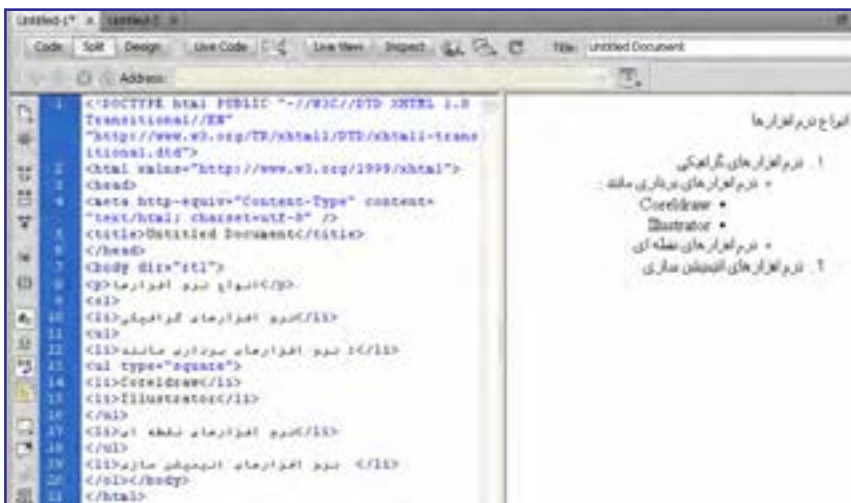 Untitled-1* x Untitled-2 x
Code Split Design Live Code Live View Inspect Title: Untitled Document
Address:
1 <!DOCTYPE html PUBLIC "-//W3C//DTD XHTML 1.0
Transitional//EN"
"http://www.w3.org/TR/xhtml1/DTD/xhtml1-trans
itional.dtd">
2 <html xmlns="http://www.w3.org/1999/xhtml">
3 <head>
4 <meta http-equiv="Content-Type" content=
"text/html; charset=utf-8" />
5 <title>Untitled Document</title>
6 </head>
7 <body dir="rtl">
8 <p>انواع نرم افزارها</p>
9 <ol>
10 <li>نرم افزارهای گرافیکی</li>
11 <ul>
12 <li>نرم افزارهای برداری مانند :</li>
13 <ul type="square">
14 <li>Coreldraw</li>
15 <li>Illustrator</li>
16 </ul>
17 <li>نرم افزارهای نقطه ای</li>
18 </ul>
19 <li>نرم افزارهای انیمیشن سازی </li>
20 </ol></body>
21 </html>
انواع نرم افزارها
۱. نرم افزارهای گرافیکی
• نرم افزارهای برداری مانند :
Coreldraw ▪
Illustrator ▪
• نرم افزارهای نقطه ای
۲. نرم افزارهای انیمیشن سازی